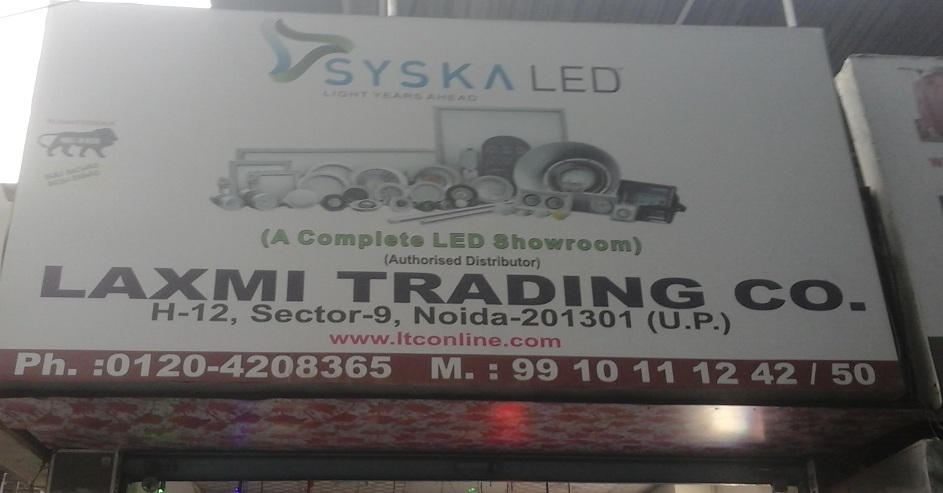 SYSKA LED
LIGHT YEARS AHEAD
(A Complete LED Showroom)
(Authorised Distributor)
LAXMI TRADING CO.
H-12, Sector-9, Noida-201301 (U.P.)
www.ltconline.com
Ph. :0120-4208365 M. : 99 10 11 12 42 / 50